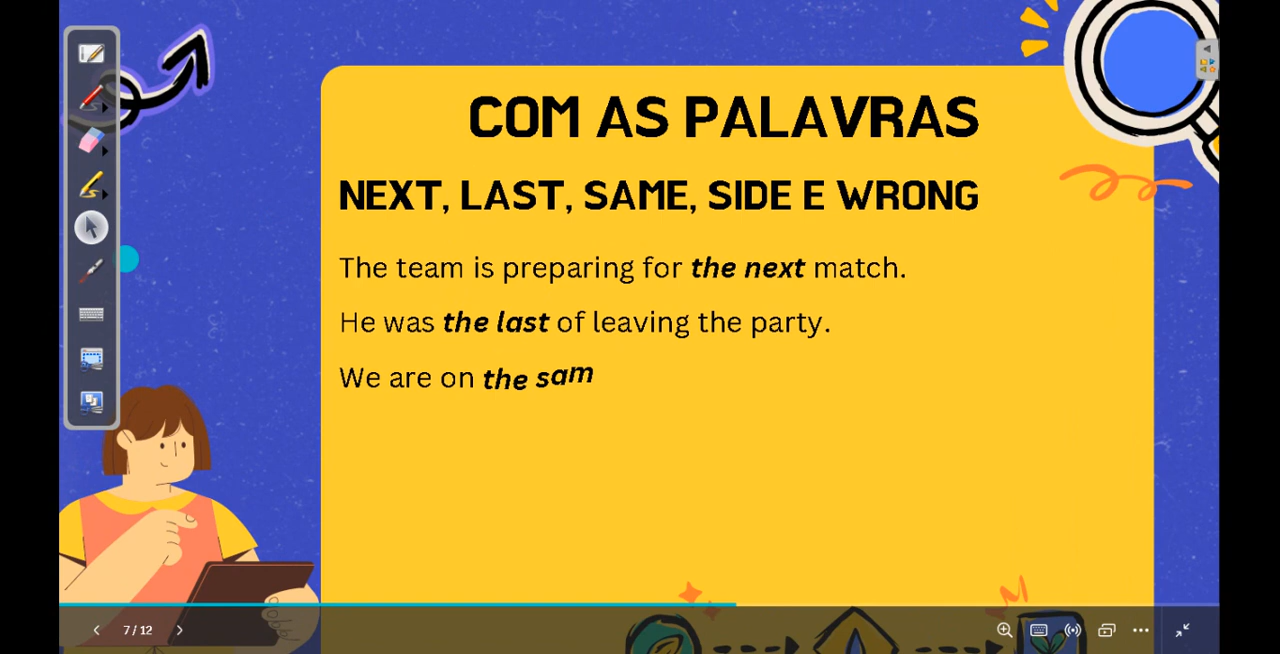 COM AS PALAVRAS
NEXT, LAST, SAME, SIDE E WRONG
The team is preparing for the next match.
He was the last of leaving the party.
We are on the sam
7 / 12